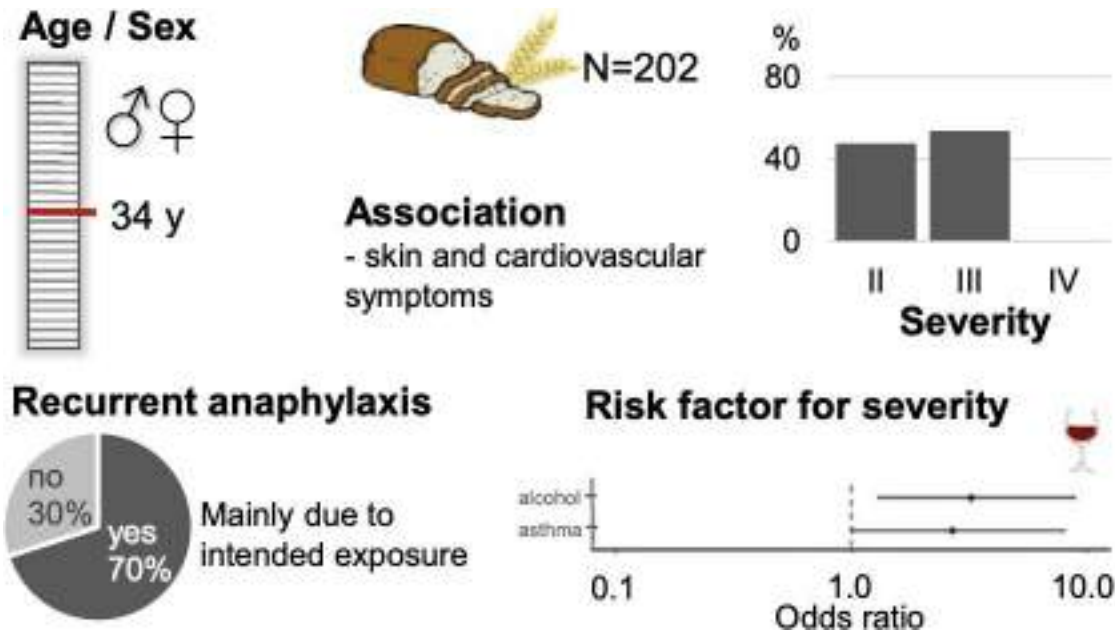 Age / Sex
34 y
N=202
Association
- skin and cardiovascular
symptoms
%
80
40
0
II III IV
Severity
Recurrent anaphylaxis
no
30%
yes
70%
Mainly due to
intended exposure
Risk factor for severity
alcohol
asthma
0.1 1.0 10.0
Odds ratio